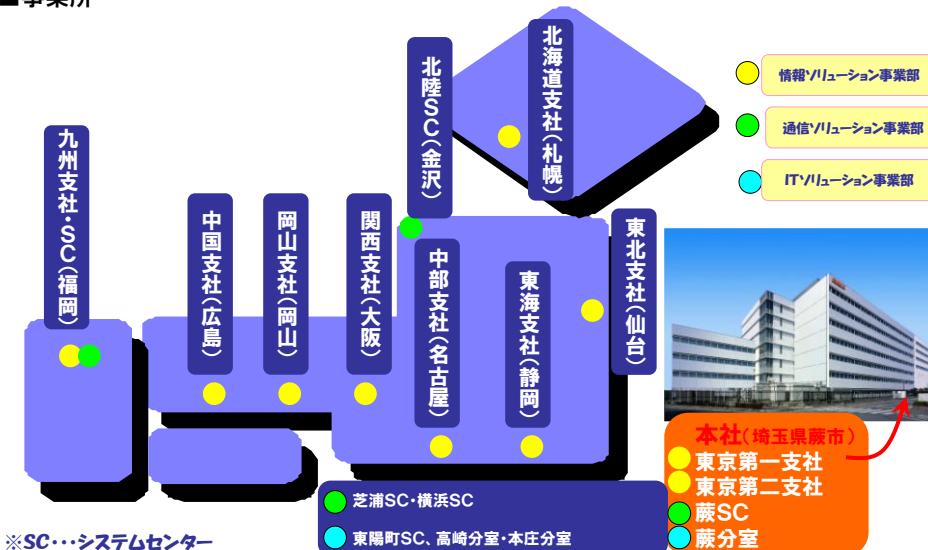 ■事業所
北海道支社(札幌)
北陸SC(金沢)
九州支社・SC(福岡)
中国支社(広島)
岡山支社(岡山)
関西支社(大阪)
中部支社(名古屋)
東海支社(静岡)
東北支社(仙台)
情報ソリューション事業部
通信ソリューション事業部
ITソリューション事業部
本社(埼玉県蕨市)
東京第一支社
東京第二支社
蕨SC
蕨分室
芝浦SC・横浜SC
東陽町SC、高崎分室・本庄分室
※SC・・・システムセンター